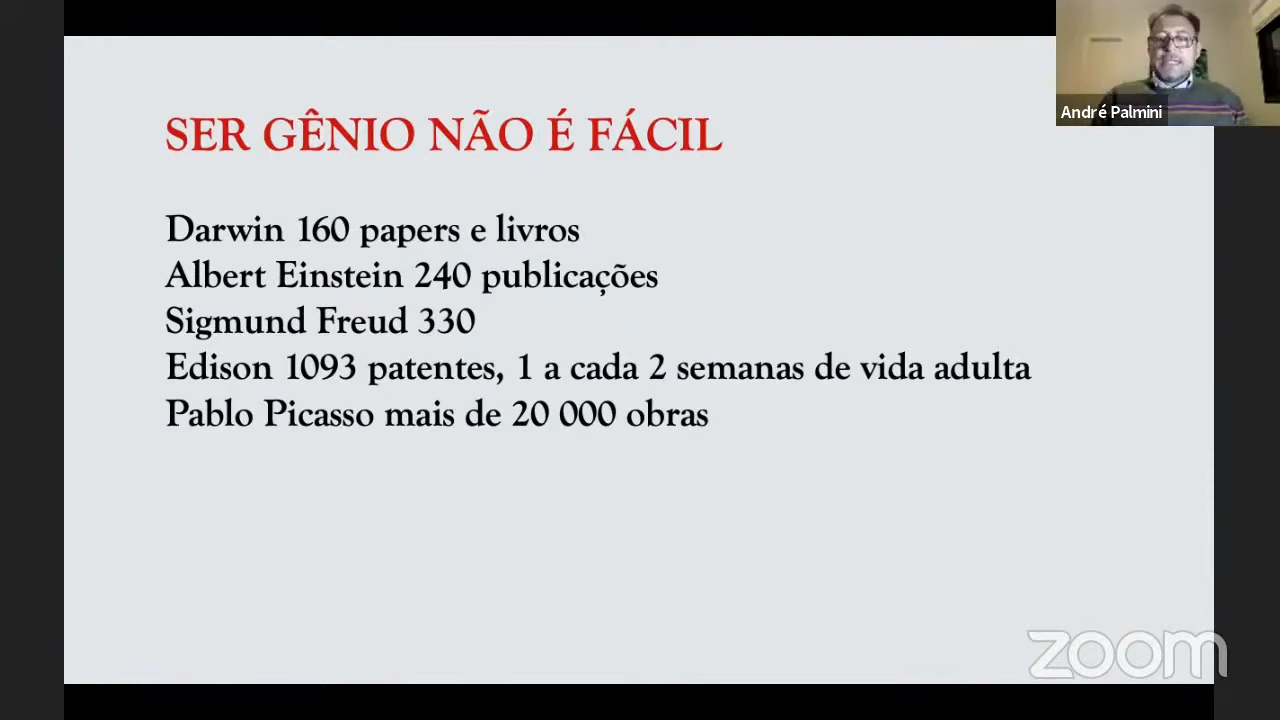 André Palmini
SER GÊNIO NÃO É FÁCIL
Darwin 160 papers e livros
Albert Einstein 240 publicações
Sigmund Freud 330
Edison 1093 patentes, 1 a cada 2 semanas de vida adulta
Pablo Picasso mais de 20 000 obras
zoom